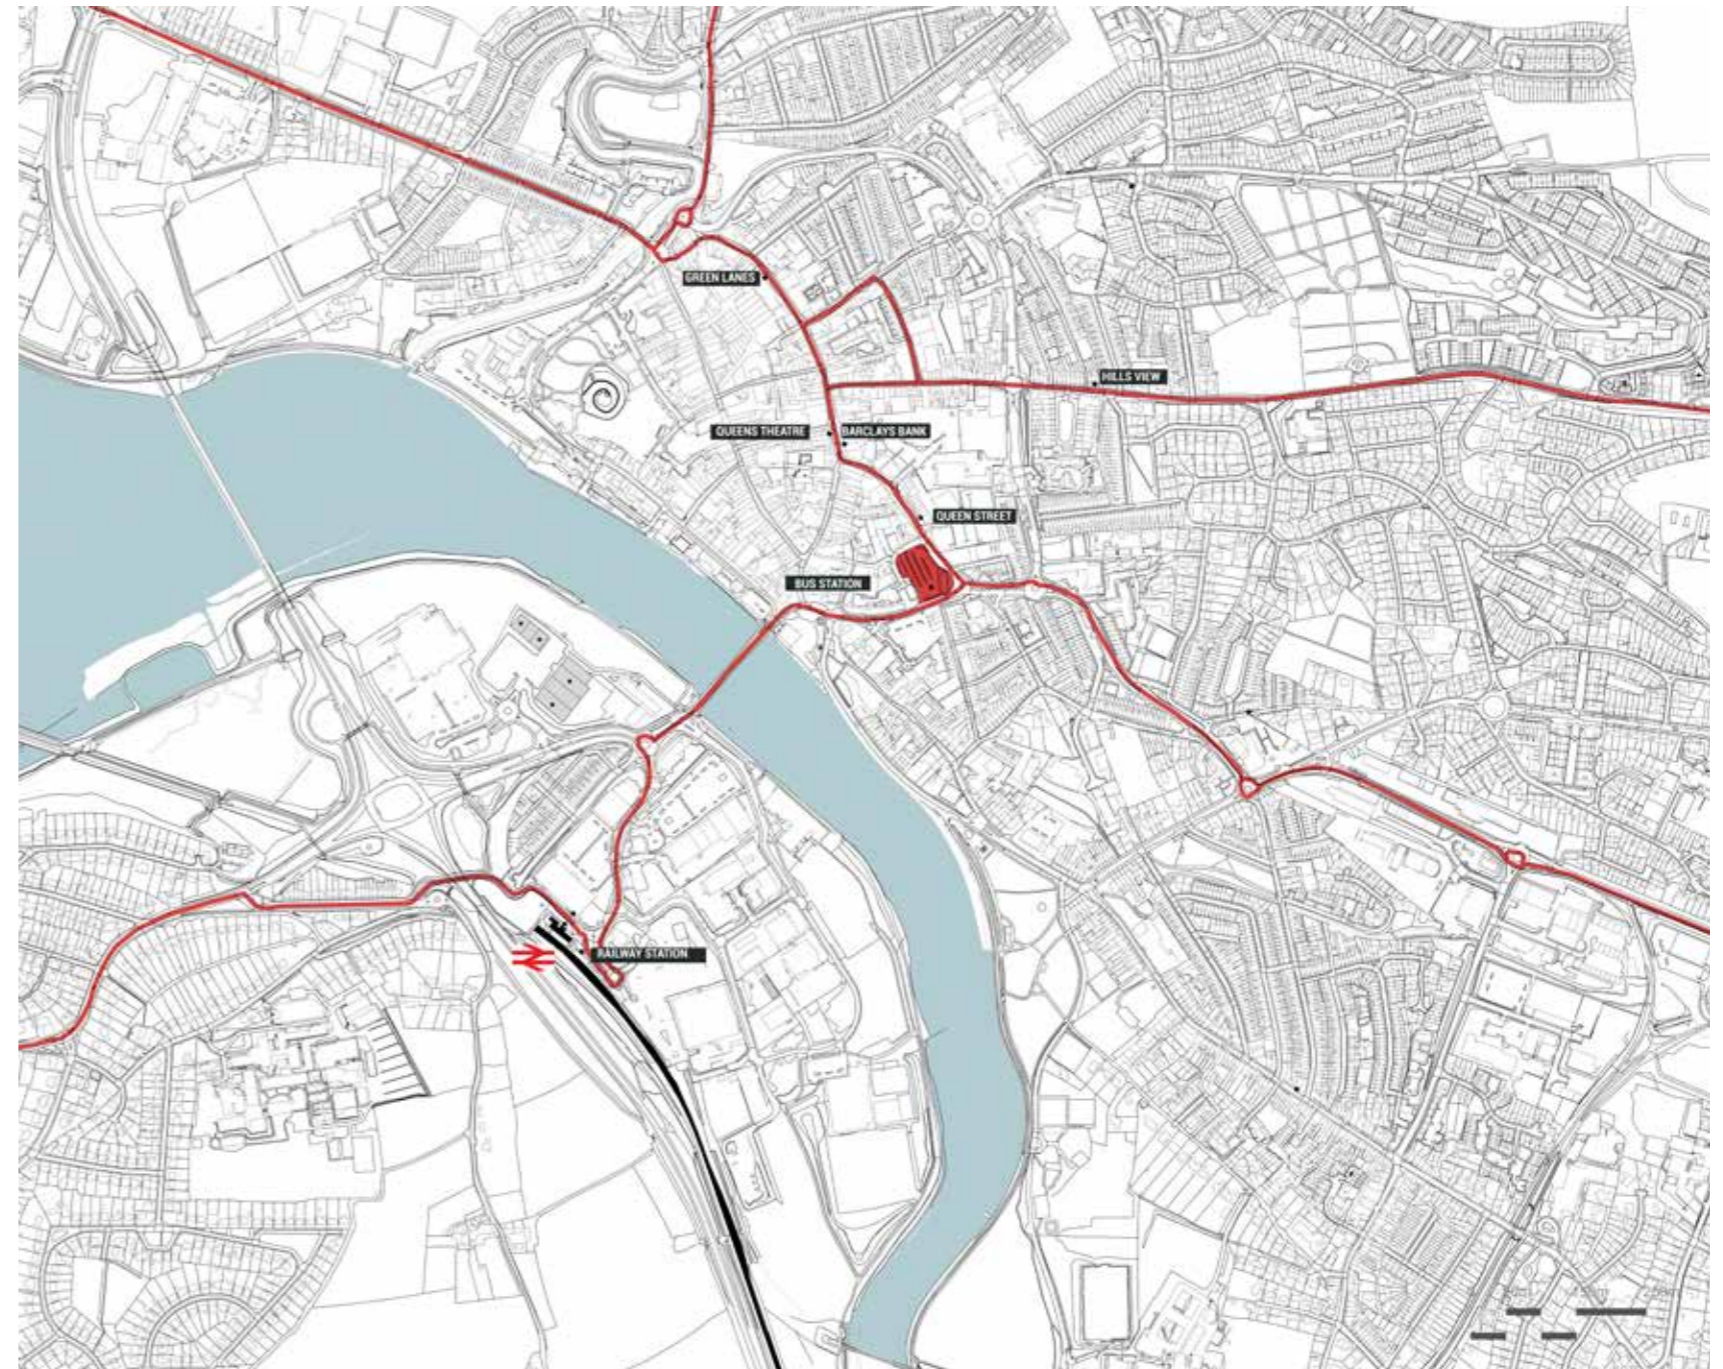 GREEN LANES
HILLS VIEW
QUEENS THEATRE
BARCLAYS BANK
QUEEN STREET
BUS STATION
RAILWAY STATION